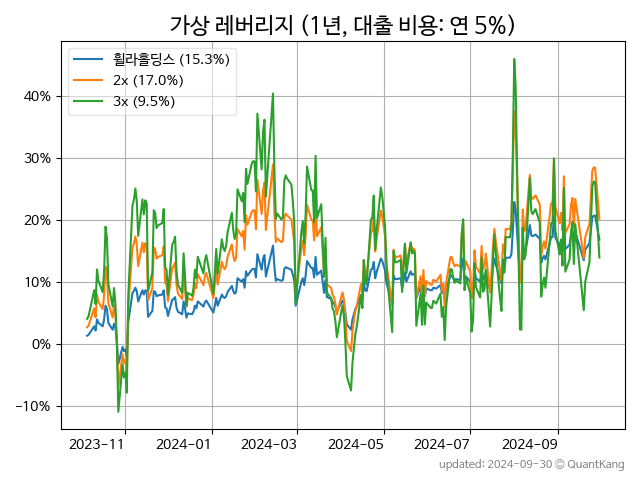 가상 레버리지 (1년, 대출 비용: 연 5%)
휠라홀딩스 (15.3%)
2x (17.0%)
3x (9.5%)
40%
30%
20%
10%
0%
−10%
2023-11
2024-01
2024-03
2024-05
2024-07
2024-09
updated: 2024-09-30 © QuantKang